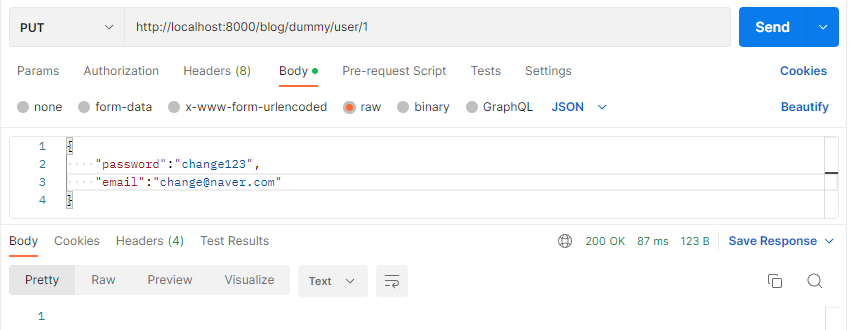 PUT http://localhost:8000/blog/dummy/user/1 Send
Params Authorization Headers (8) Body Pre-request Script Tests Settings Cookies
none form-data x-www-form-urlencoded raw binary GraphQL JSON Beautify
1 {
2 "password":"change123",
3 "email":"change@naver.com"
4 }
Body Cookies Headers (4) Test Results 200 OK 87 ms 123 B Save Response
Pretty Raw Preview Visualize Text
1